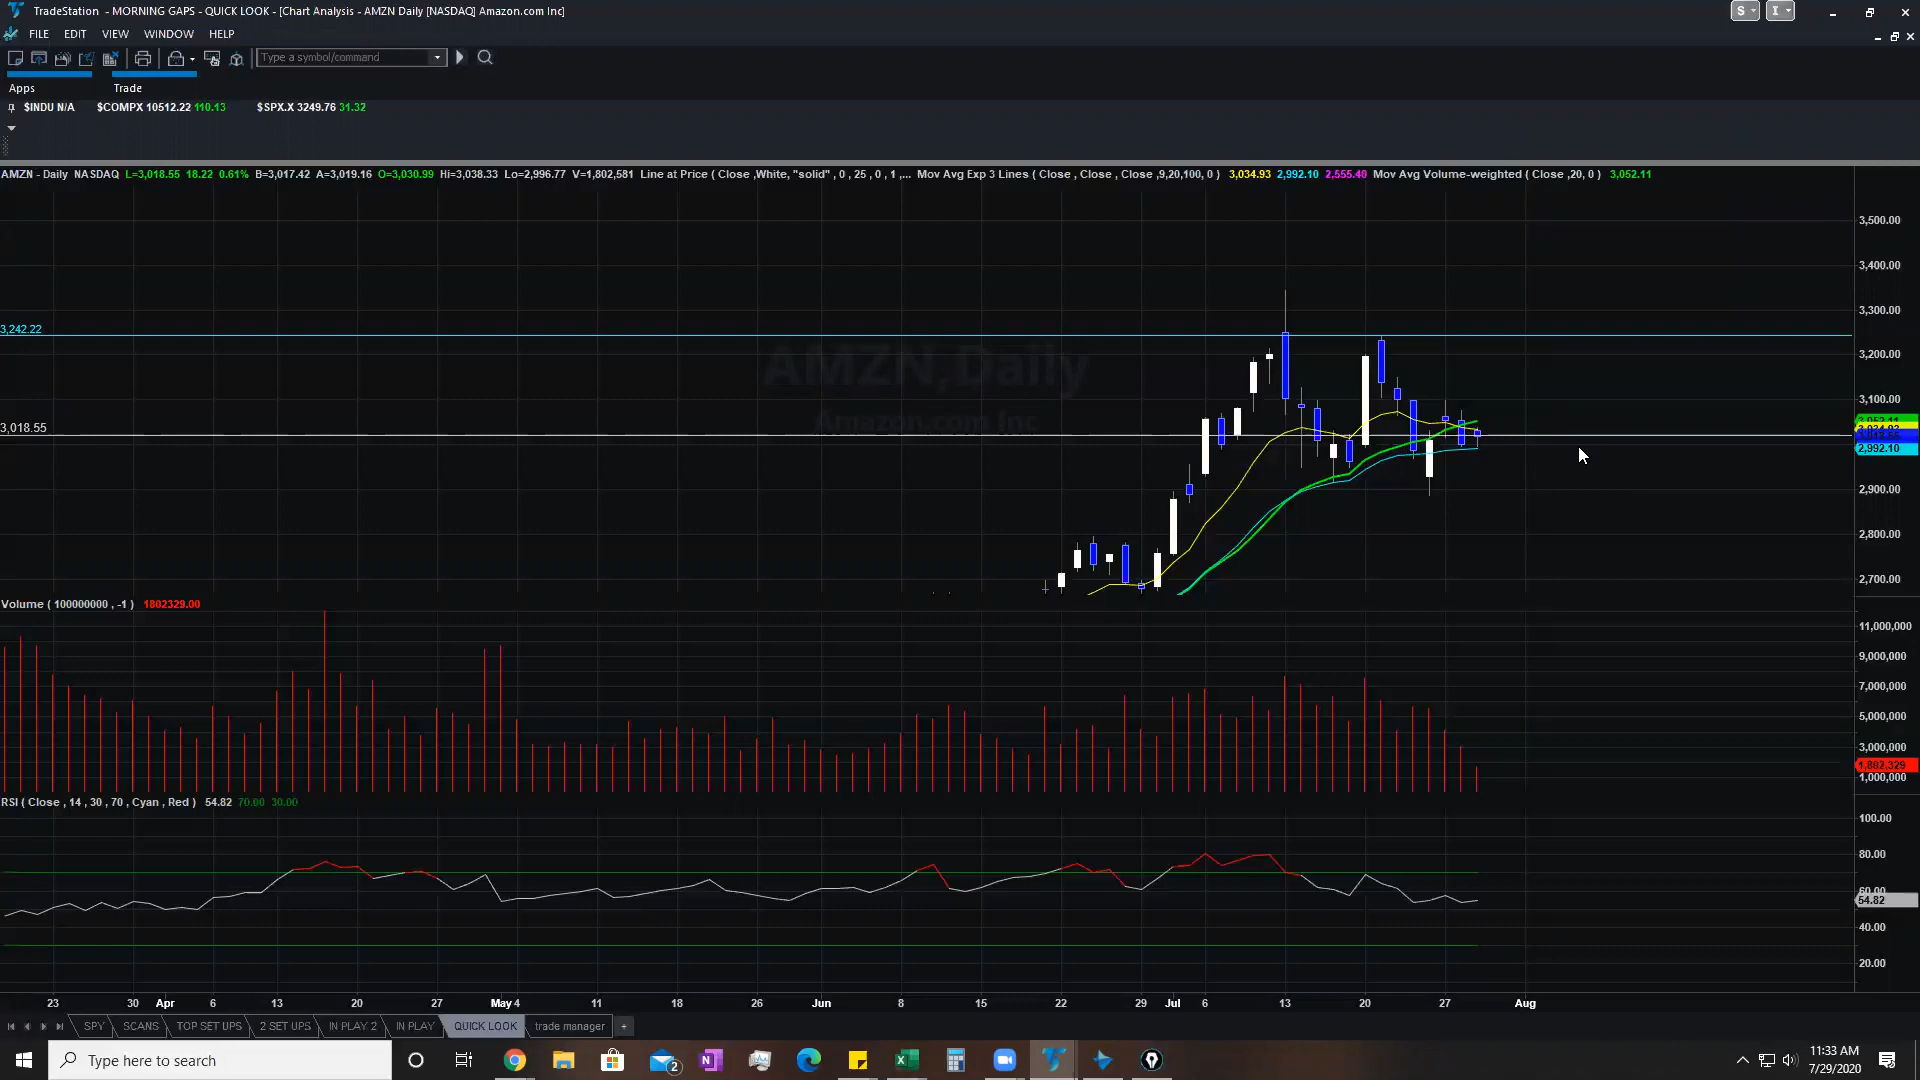 TradeStation - MORNING GAPS - QUICK LOOK - [Chart Analysis - AMZN Daily [NASDAQ] Amazon.com Inc]
S I
FILE EDIT VIEW WINDOW HELP
Type a symbol/command
Apps Trade
$INDU N/A $COMPX 10512.22 110.13 $SPX.X 3249.76 31.32
AMZN - Daily NASDAQ L=3,018.55 18.22 0.61% B=3,017.42 A=3,019.16 O=3,030.99 Hi=3,038.33 Lo=2,996.77 V=1,802,581 Line at Price ( Close ,White, "solid" , 0 , 25 , 0 , 1 ,... Mov Avg Exp 3 Lines ( Close , Close , Close ,9,20,100, 0 ) 3,034.93 2,992.10 2,555.46 Mov Avg Volume-weighted ( Close ,20, 0 ) 3,052.11
3,500.00
3,400.00
3,300.00
3,242.22
3,200.00
AMZN,Daily
3,100.00
Amazon.com Inc
3,018.55
2,992.10
2,900.00
2,800.00
2,700.00
Volume ( 100000000 , -1 ) 1802329.00
11,000,000
9,000,000
7,000,000
5,000,000
3,000,000
1,802,329
1,000,000
RSI ( Close , 14 , 30 , 70 , Cyan , Red ) 54.82 70.00 30.00
100.00
80.00
60.00
54.82
40.00
20.00
23 30 Apr 6 13 20 27 May 4 11 18 26 Jun 8 15 22 29 Jul 6 13 20 27 Aug
SPY SCANS TOP SET UPS 2 SET UPS IN PLAY 2 IN PLAY QUICK LOOK trade manager +
Type here to search
2
11:33 AM
7/29/2020